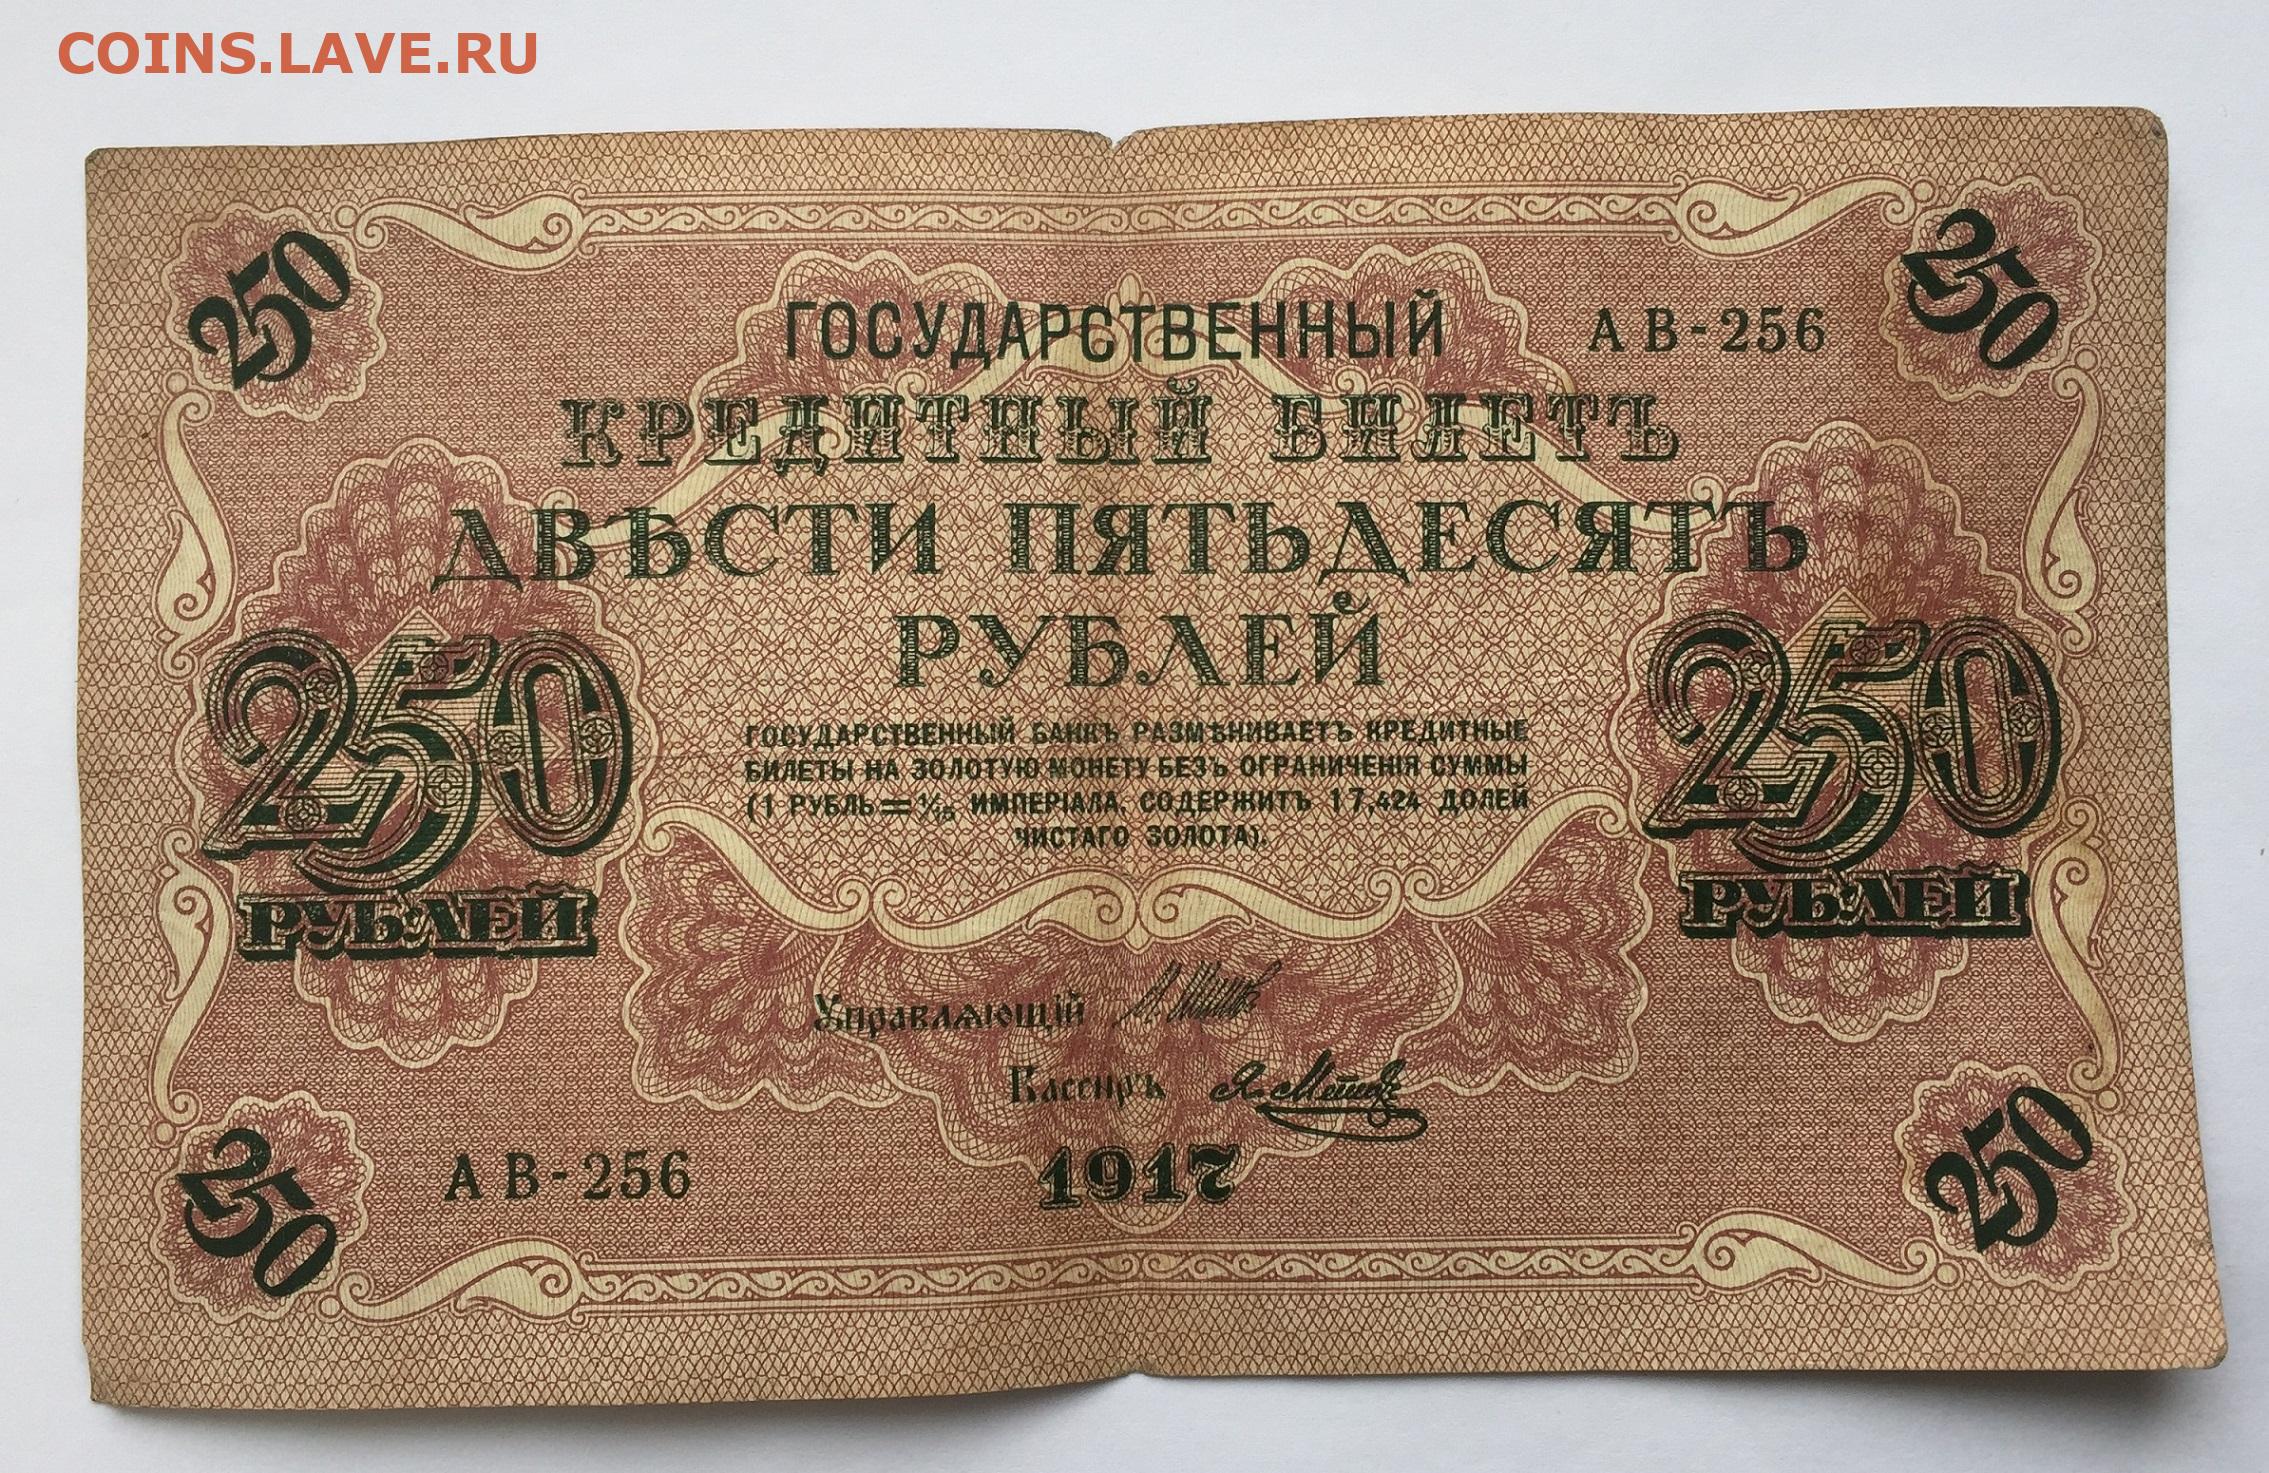 COINS.LAVE.RU
250
250
ГОСУДАРСТВЕННЫЙ
АВ-256
КРЕДИТНЫЙ БИЛЕТЪ
ДВѢСТИ ПЯТЬДЕСЯТЪ
РУБЛЕЙ
250
РУБЛЕЙ
250
РУБЛЕЙ
ГОСУДАРСТВЕННЫЙ БАНКЪ РАЗМѢНИВАЕТЪ КРЕДИТНЫЕ
БИЛЕТЫ НА ЗОЛОТУЮ МОНЕТУ БЕЗЪ ОГРАНИЧЕНІЯ СУММЫ
(1 РУБЛЬ = 1/15 ИМПЕРІАЛА, СОДЕРЖИТЪ 17,424 ДОЛЕЙ
ЧИСТАГО ЗОЛОТА).
Управляющій
Кассиръ
АВ-256
1917
250
250